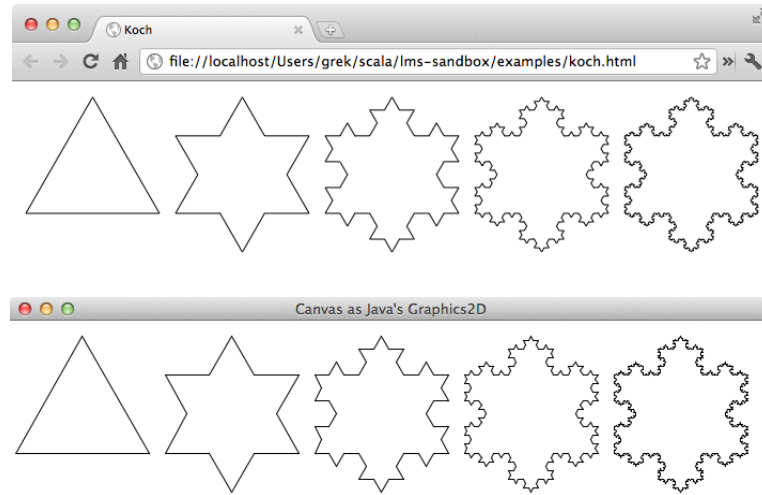 Koch
file://localhost/Users/grek/scala/lms-sandbox/examples/koch.html
Canvas as Java's Graphics2D